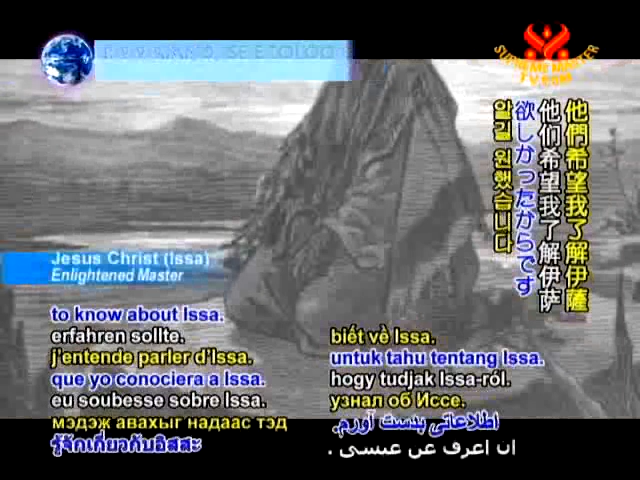 SUPREME MASTER
TV.COM
他們希望我了解伊薩
他们希望我了解伊萨
欲しかったからです
알길 원했습니다
Jesus Christ (Issa)
Enlightened Master
to know about Issa.
erfahren sollte.
j'entende parler d'Issa.
que yo conociera a Issa.
eu soubesse sobre Issa.
мэдэж авахыг надаас тэд
รู้จักเกี่ยวกับอิสสะ
biết về Issa.
untuk tahu tentang Issa.
hogy tudjak Issa-ról.
узнал об Иссе.
اطلاعاتی بدست آورم.
ان اعرف عن عيسى .